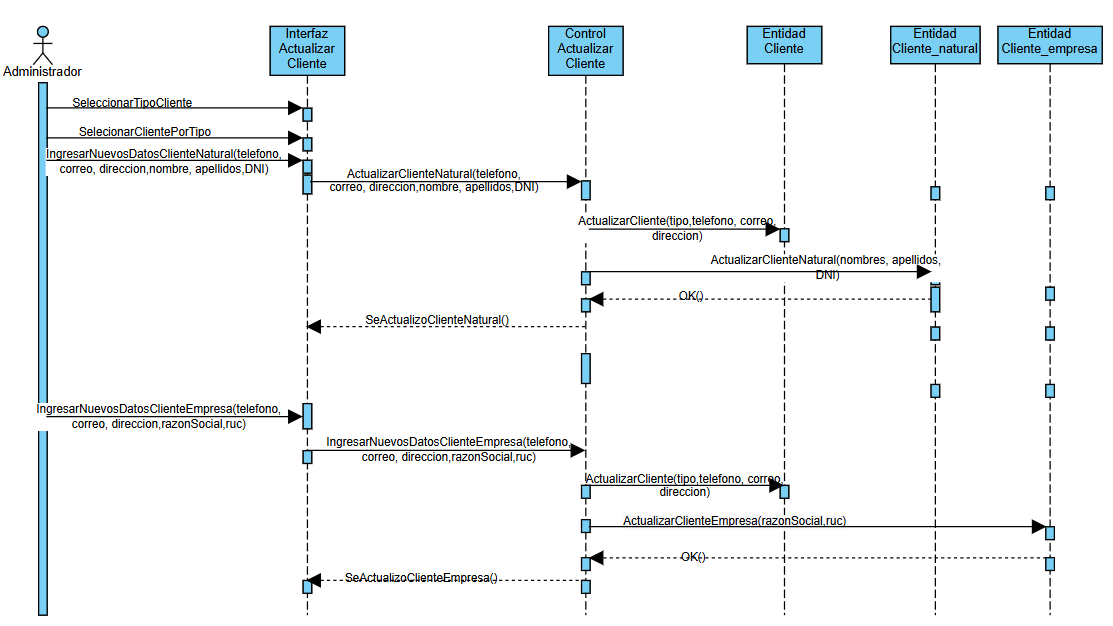 Administrador
Interfaz
Actualizar
Cliente
Control
Actualizar
Cliente
Entidad
Cliente
Entidad
Cliente_natural
Entidad
Cliente_empresa
SeleccionarTipoCliente
SelecionarClientePorTipo
IngresarNuevosDatosClienteNatural(telefono,
correo, direccion,nombre, apellidos,DNI)
ActualizarClienteNatural(telefono,
correo, direccion,nombre, apellidos,DNI)
ActualizarCliente(tipo,telefono, correo,
direccion)
ActualizarClienteNatural(nombres, apellidos,
DNI)
OK()
SeActualizoClienteNatural()
IngresarNuevosDatosClienteEmpresa(telefono,
correo, direccion,razonSocial,ruc)
IngresarNuevosDatosClienteEmpresa(telefono,
correo, direccion,razonSocial,ruc)
ActualizarCliente(tipo,telefono, correo,
direccion)
ActualizarClienteEmpresa(razonSocial,ruc)
OK()
SeActualizoClienteEmpresa()